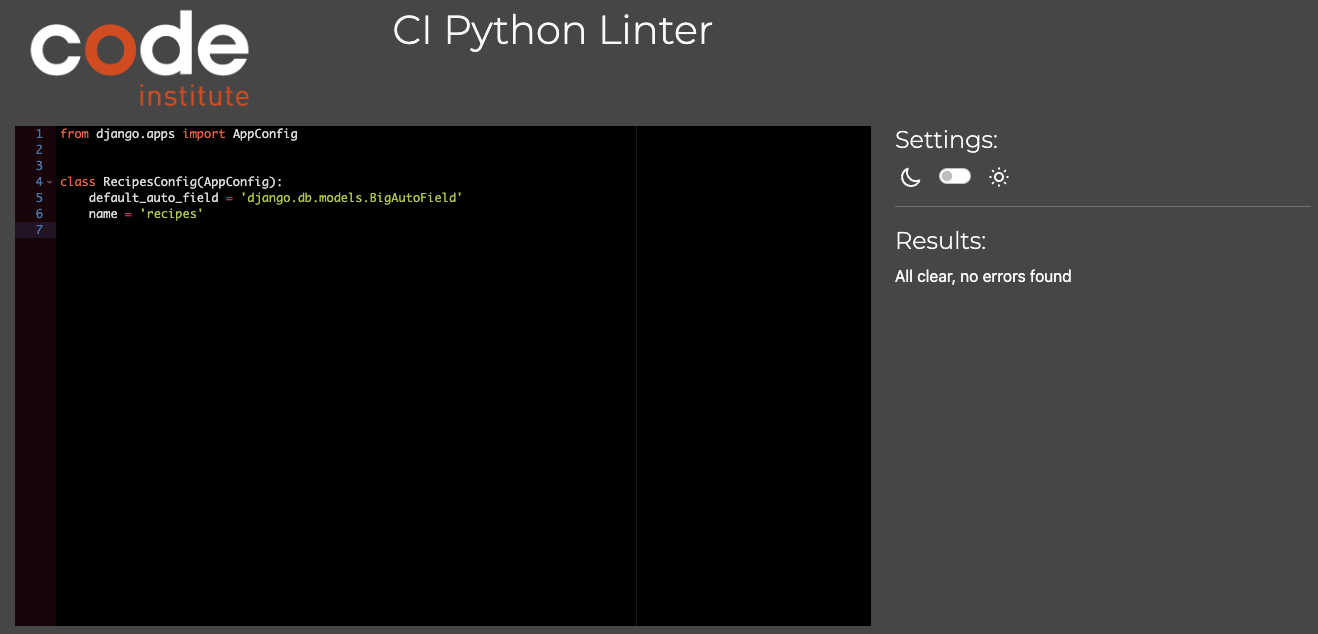 code
institute
CI Python Linter
1 from django.apps import AppConfig
2
3
4 class RecipesConfig(AppConfig):
5     default_auto_field = 'django.db.models.BigAutoField'
6     name = 'recipes'
7
Settings:
Results:
All clear, no errors found